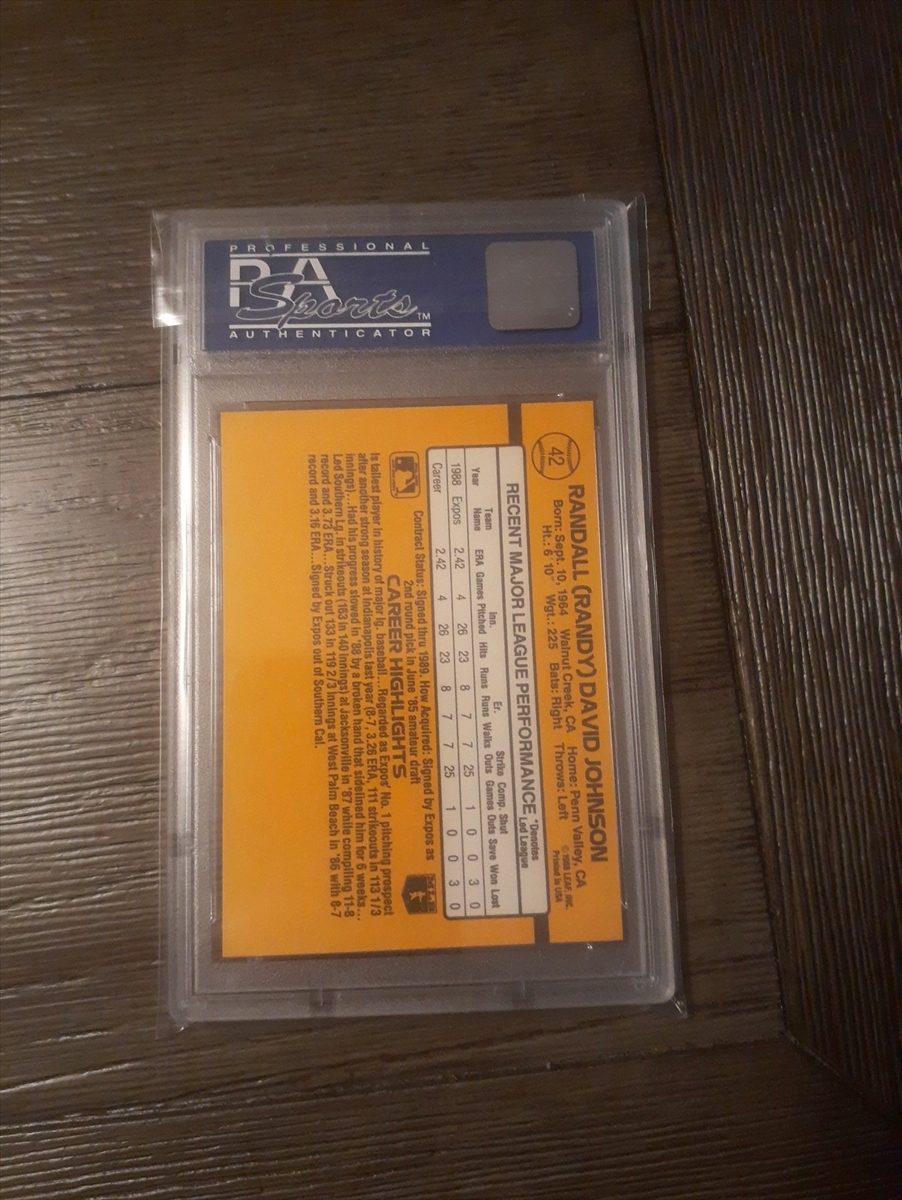 PROFESSIONAL
PSA
Sports™
AUTHENTICATOR
42
RANDALL (RANDY) DAVID JOHNSON
Born: Sept. 10, 1964 Walnut Creek, CA Home: Penn Valley, CA
Ht.: 6' 10" Wgt.: 225 Bats: Right Throws: Left
© 1988 LEAF, INC.
Printed in USA
RECENT MAJOR LEAGUE PERFORMANCE
*Denotes
Led League
Year Team Name ERA Games Inn. Pitched Hits Runs Er. Runs Walks Strike Outs Comp. Games Shut Outs Save Won Lost
1988 Expos 2.42 4 26 23 8 7 7 25 1 0 0 3 0
Career 2.42 4 26 23 8 7 7 25 1 0 0 3 0
Contract Status: Signed thru 1989. How Acquired: Signed by Expos as
2nd round pick in June '85 amateur draft
CAREER HIGHLIGHTS
Is tallest player in history of major lg. baseball...Regarded as Expos' No. 1 pitching prospect
after another strong season at Indianapolis last year (8-7, 3.26 ERA, 111 strikeouts in 113 1/3
innings)...Had his progress slowed in '88 by a broken hand that sidelined him for 6 weeks...
Led Southern Lg. in strikeouts (163 in 140 innings) at Jacksonville in '87 while compiling 11-8
record and 3.73 ERA...Struck out 133 in 119 2/3 innings at West Palm Beach in '86 with 8-7
record and 3.16 ERA...Signed by Expos out of Southern Cal.